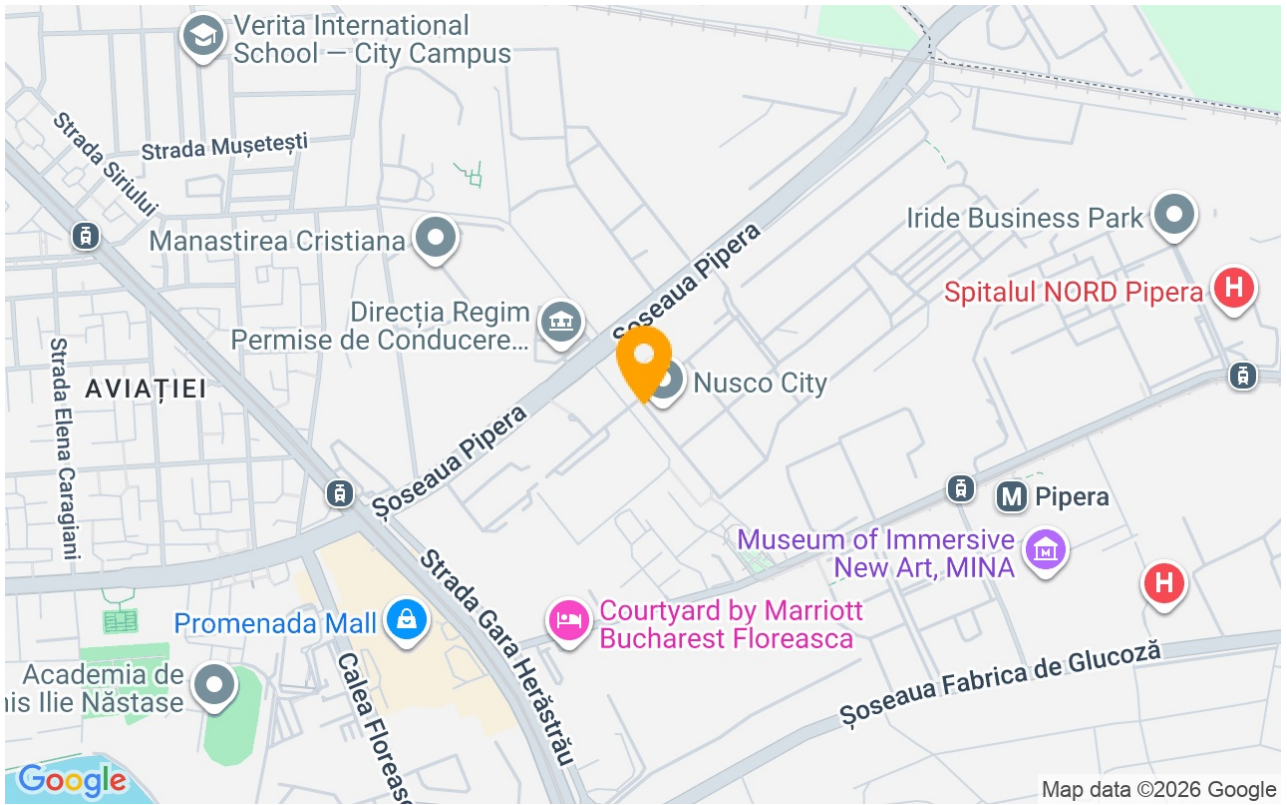 Verita International
School — City Campus
Strada Mușetești
Strada Siriului
Manastirea Cristiana
Iride Business Park
Spitalul NORD Pipera
H
Direcția Regim
Permise de Conducere...
Șoseaua Pipera
Strada Elena Caragiani
AVIAȚIEI
Nusco City
Șoseaua Pipera
M Pipera
Museum of Immersive
New Art, MINA
M
H
Strada Gara Herăstrău
Promenada Mall
Courtyard by Marriott
Bucharest Floreasca
Calea Floreasc
Șoseaua Fabrica de Glucoză
Academia de
nis Ilie Năstase
Google
Map data ©2026 Google